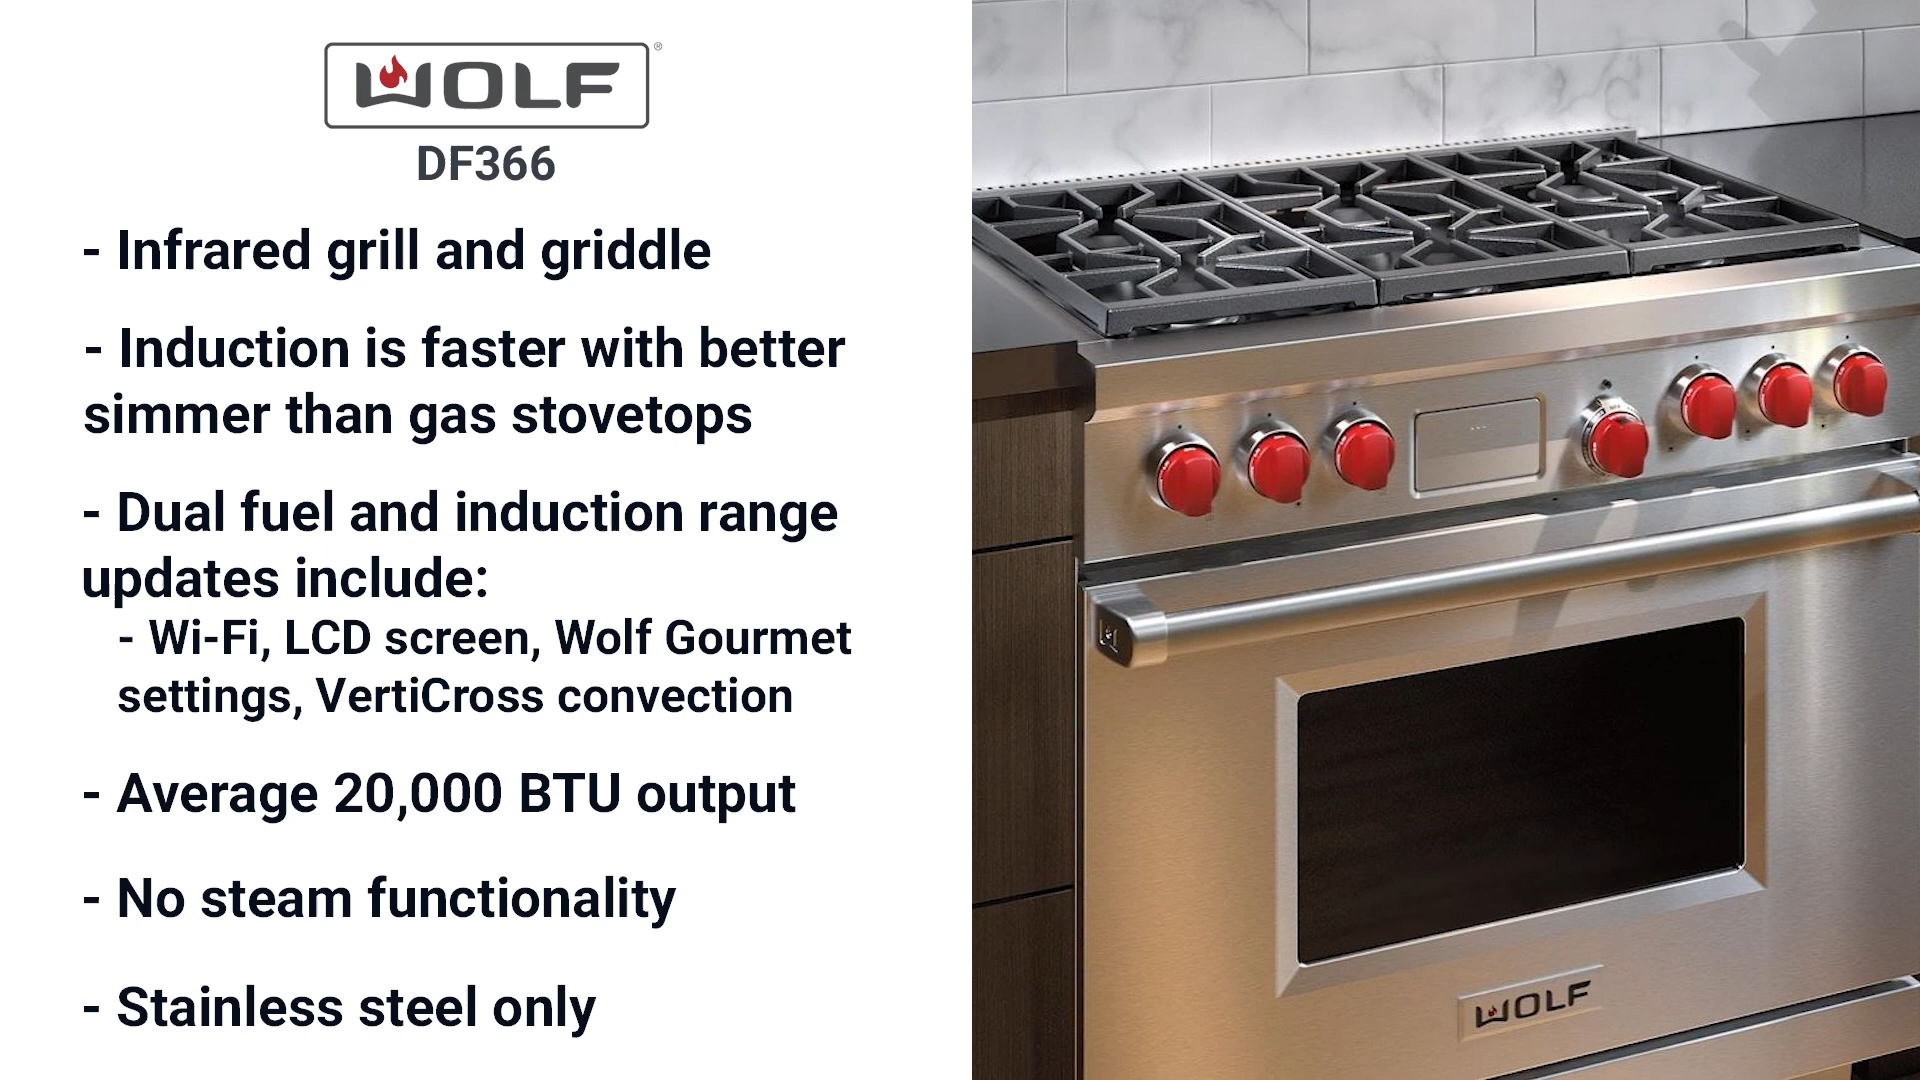 WOLF®
DF366
- Infrared grill and griddle
- Induction is faster with better
simmer than gas stovetops
- Dual fuel and induction range
updates include:
- Wi-Fi, LCD screen, Wolf Gourmet
settings, VertiCross convection
- Average 20,000 BTU output
- No steam functionality
- Stainless steel only
WOLF